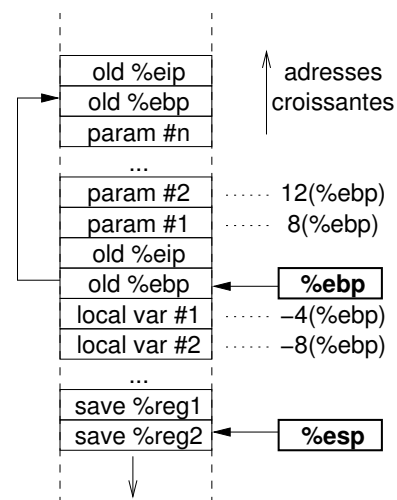 old %eip
adresses
old %ebp
croissantes
param #n
...
param #2 ...... 12(%ebp)
param #1 ...... 8(%ebp)
old %eip
old %ebp %ebp
local var #1 ...... −4(%ebp)
local var #2 ...... −8(%ebp)
...
save %reg1
save %reg2 %esp